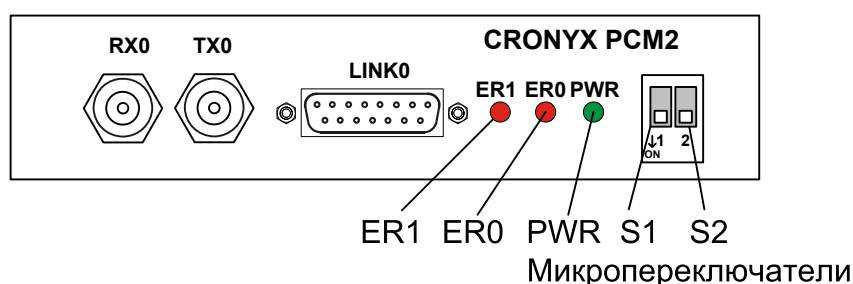 RX0 TX0 CRONYX PCM2
LINK0
ER1 ER0 PWR
↓1 2
ON
ER1 ER0 PWR S1 S2
Микропереключатели